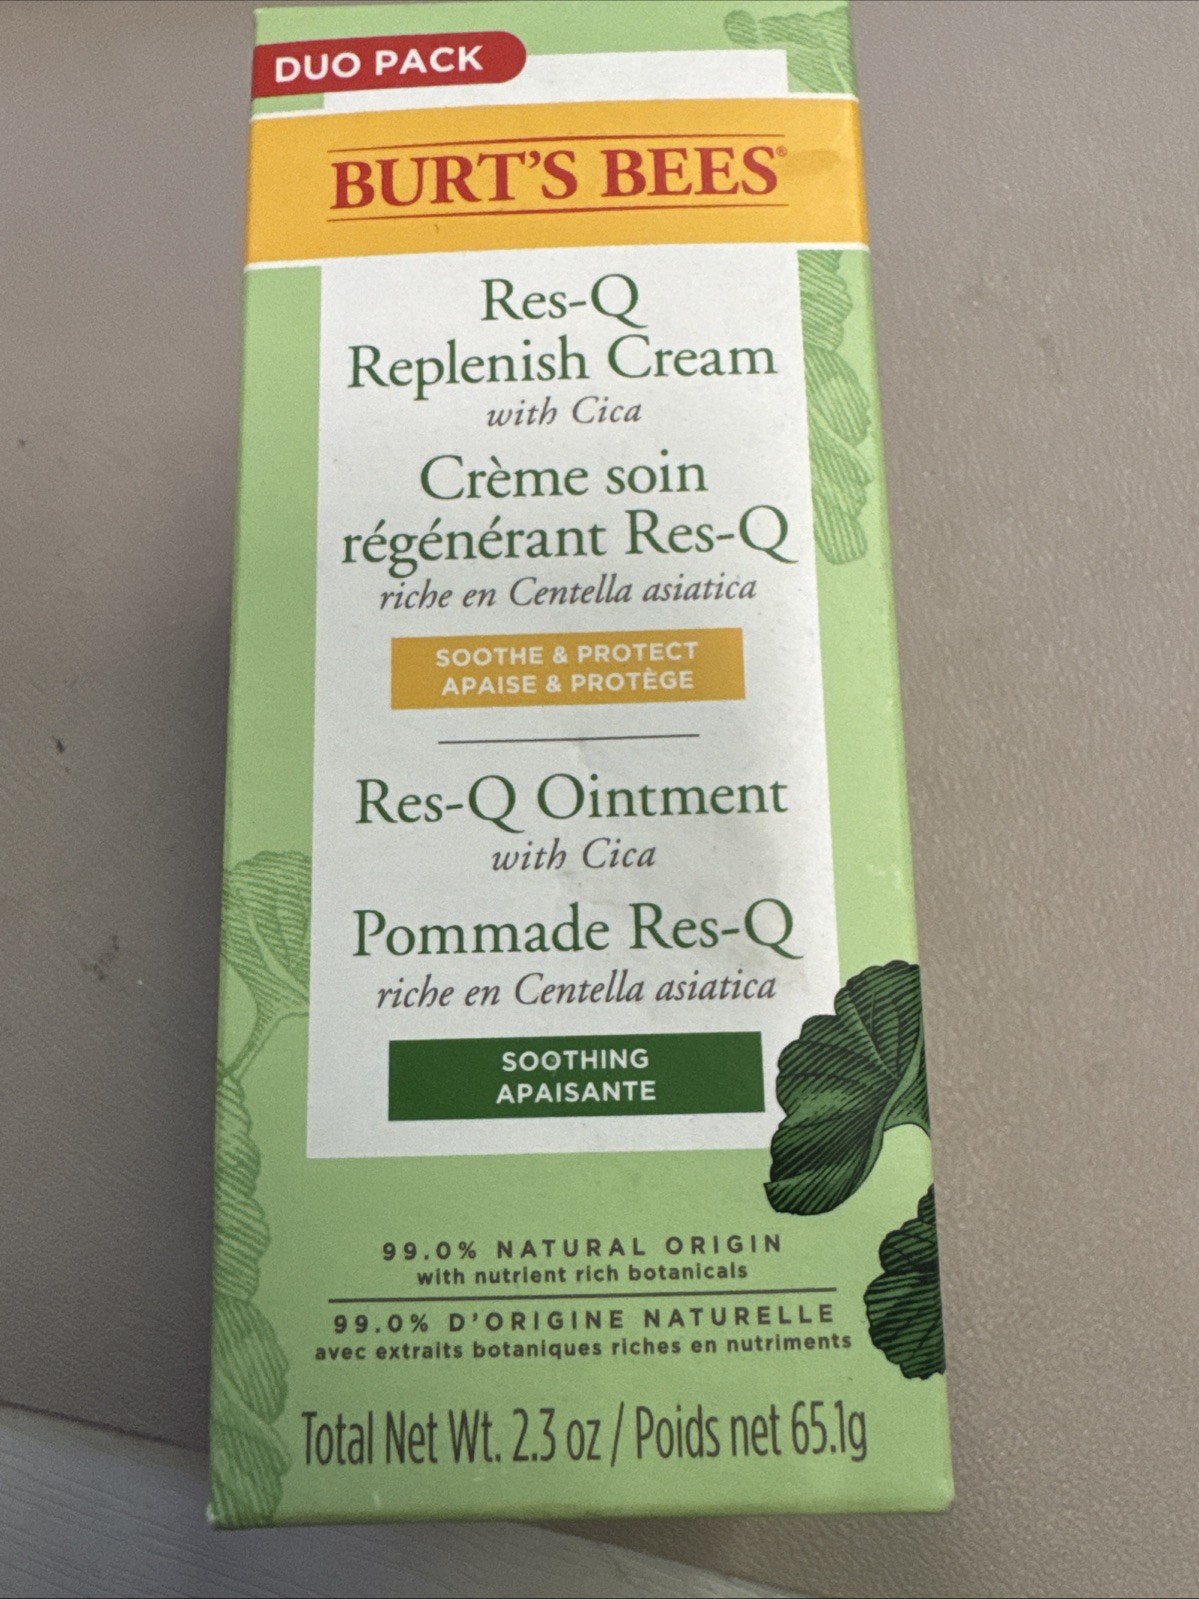 DUO PACK
BURT'S BEES®
Res-Q
Replenish Cream
with Cica
Crème soin
régénérant Res-Q
riche en Centella asiatica
SOOTHE & PROTECT
APAISE & PROTÈGE
Res-Q Ointment
with Cica
Pommade Res-Q
riche en Centella asiatica
SOOTHING
APAISANTE
99.0% NATURAL ORIGIN
with nutrient rich botanicals
99.0% D'ORIGINE NATURELLE
avec extraits botaniques riches en nutriments
Total Net Wt. 2.3 oz / Poids net 65.1g